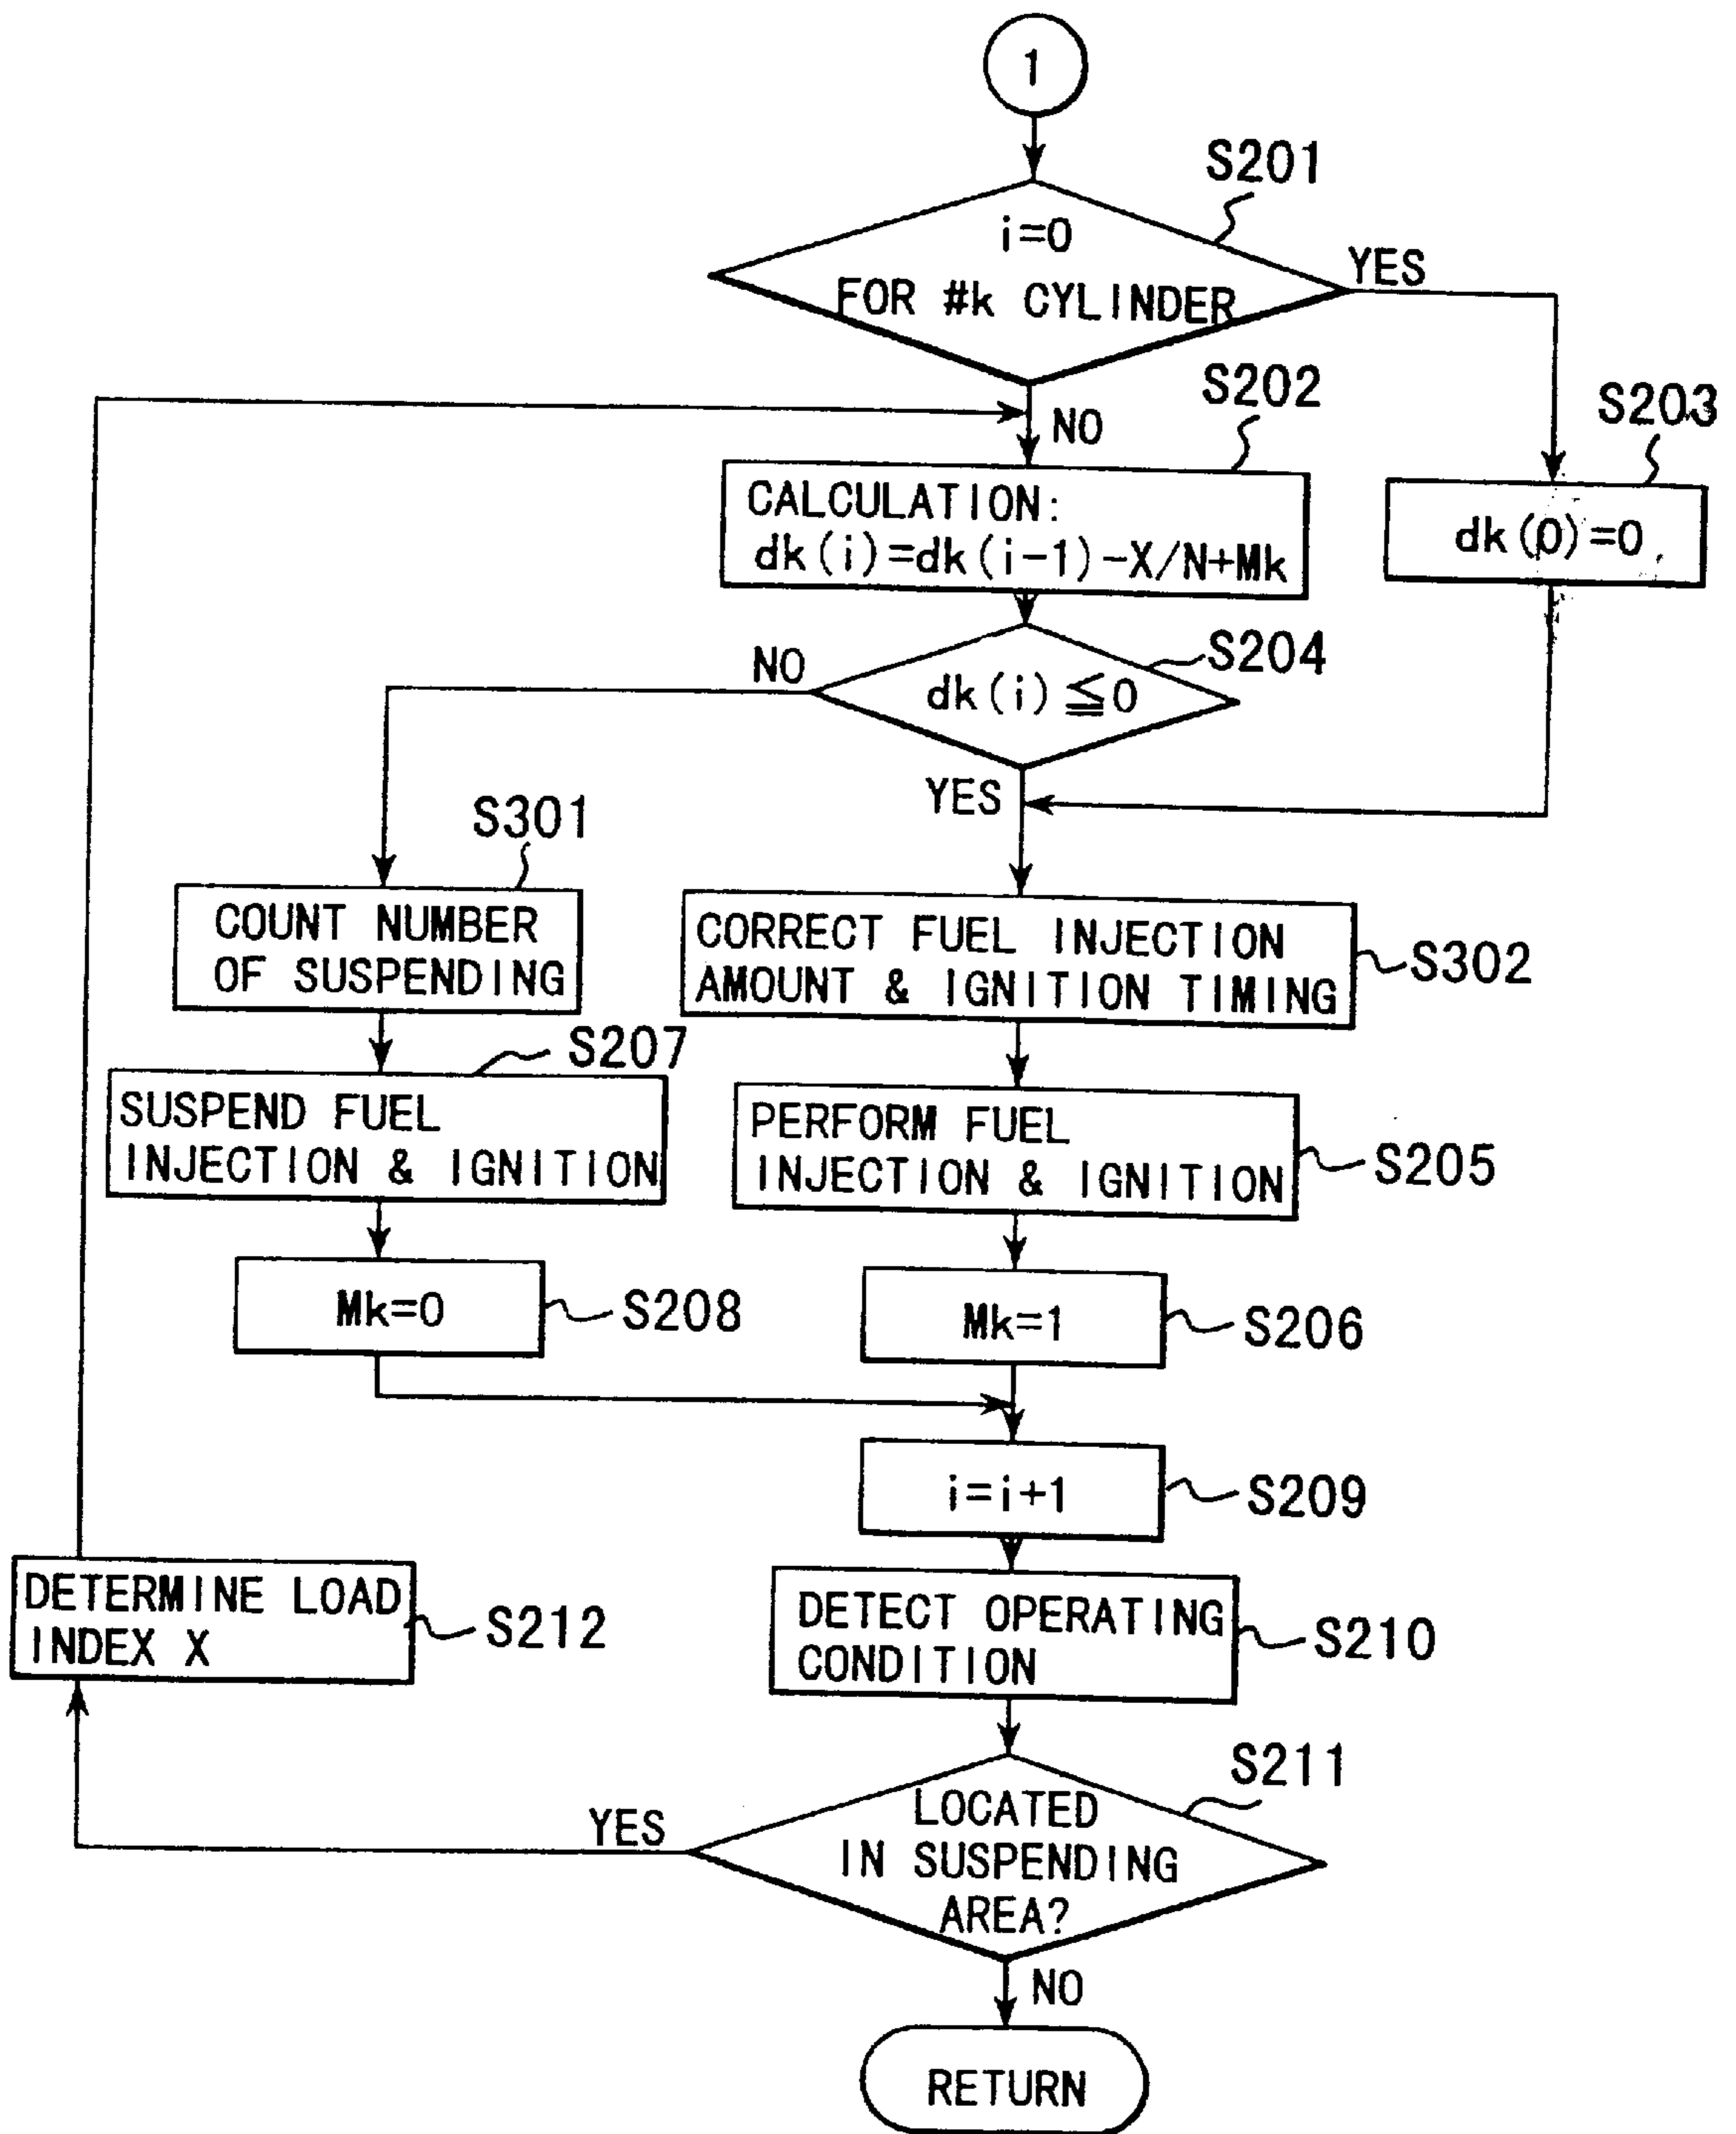 1
S201
i=0
FOR #k CYLINDER
YES
S202
NO
S203
CALCULATION:
dk(i)=dk(i-1)-X/N+Mk
dk(0)=0
S204
NO
dk(i)≦0
YES
S301
COUNT NUMBER
OF SUSPENDING
CORRECT FUEL INJECTION
AMOUNT & IGNITION TIMING
S302
S207
SUSPEND FUEL
INJECTION & IGNITION
PERFORM FUEL
INJECTION & IGNITION
S205
Mk=0
S208
Mk=1
S206
i=i+1
S209
DETERMINE LOAD
INDEX X
S212
DETECT OPERATING
CONDITION
S210
S211
YES
LOCATED
IN SUSPENDING
AREA?
NO
RETURN